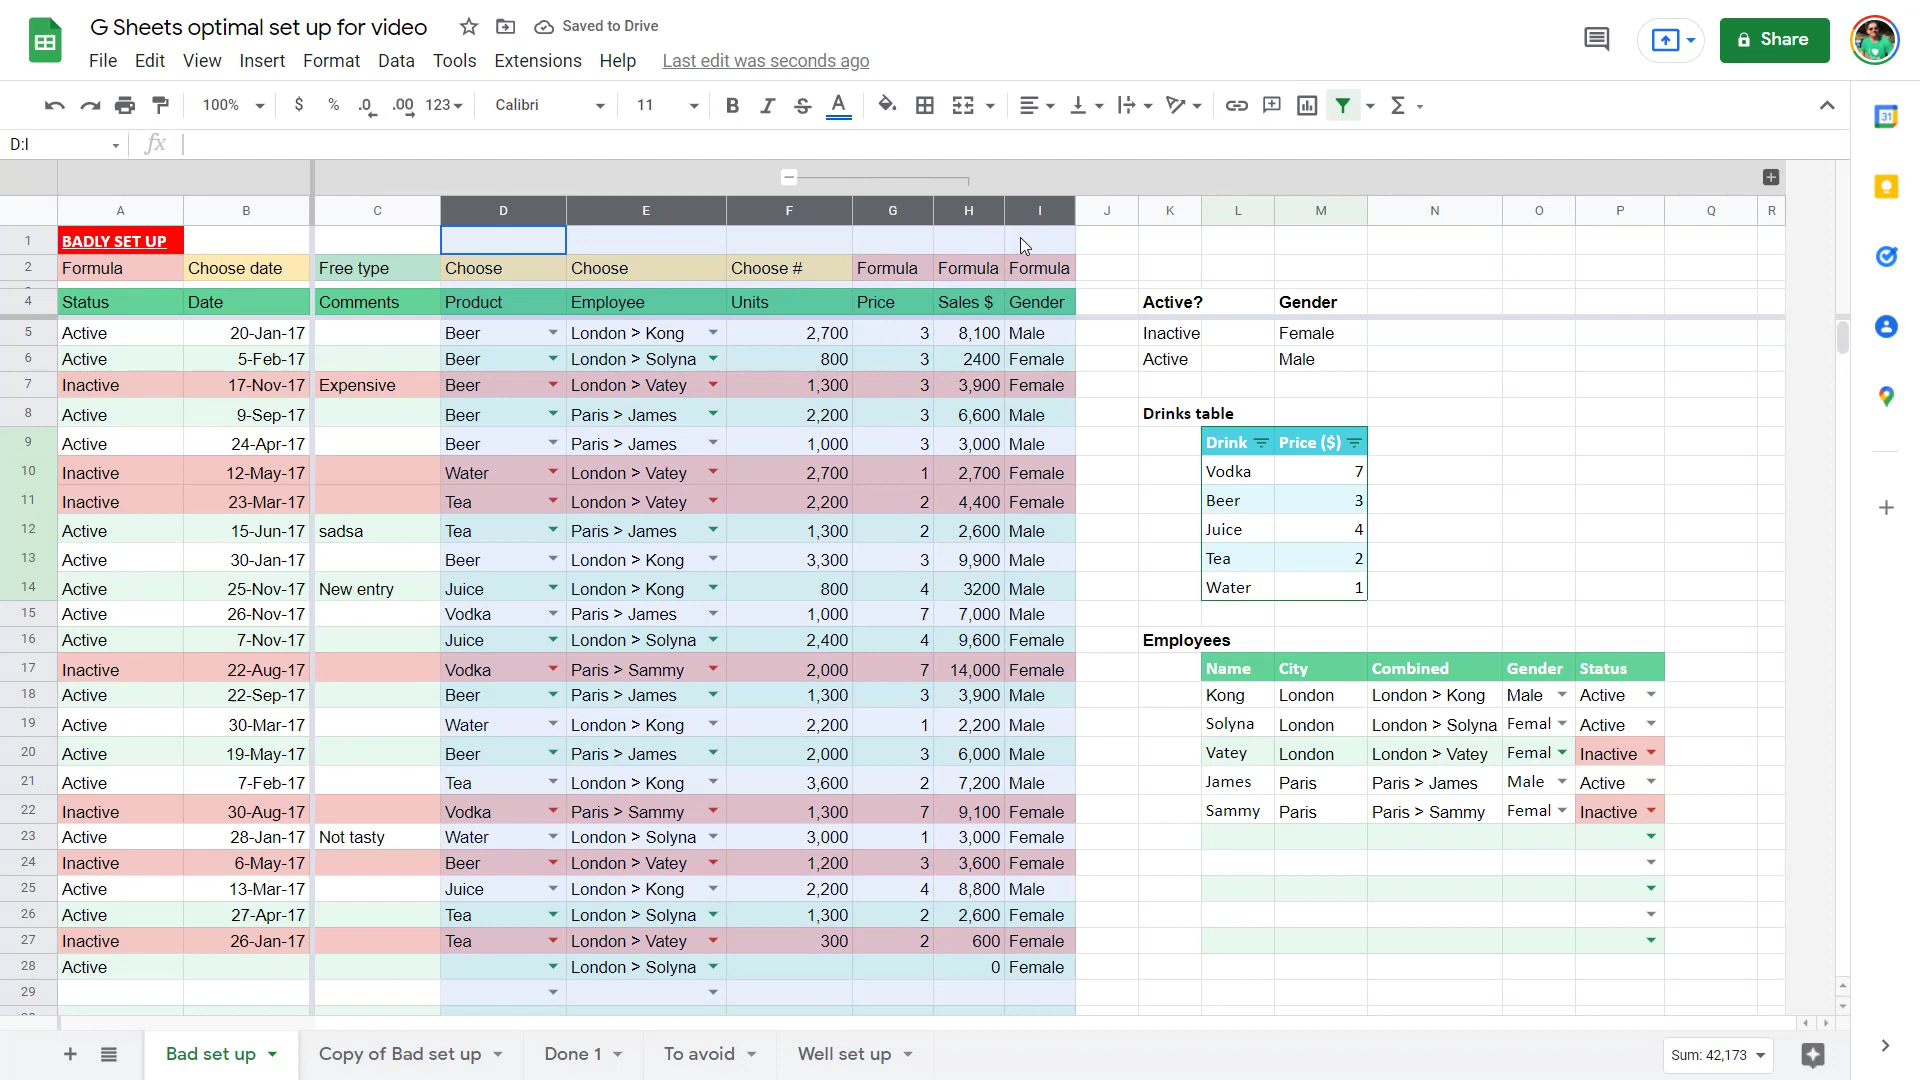 G Sheets optimal set up for video Saved to Drive
File Edit View Insert Format Data Tools Extensions Help Last edit was seconds ago
Share
100% $ % .0 .00 123 Calibri 11 B I S A
D:I fx
A B C D E F G H I J K L M N O P Q R
1 BADLY SET UP
2 Formula Choose date Free type Choose Choose Choose # Formula Formula Formula
4 Status Date Comments Product Employee Units Price Sales $ Gender Active? Gender
5 Active 20-Jan-17 Beer London > Kong 2,700 3 8,100 Male Inactive Female
6 Active 5-Feb-17 Beer London > Solyna 800 3 2400 Female Active Male
7 Inactive 17-Nov-17 Expensive Beer London > Vatey 1,300 3 3,900 Female
8 Active 9-Sep-17 Beer Paris > James 2,200 3 6,600 Male Drinks table
9 Active 24-Apr-17 Beer Paris > James 1,000 3 3,000 Male Drink Price ($)
10 Inactive 12-May-17 Water London > Vatey 2,700 1 2,700 Female Vodka 7
11 Inactive 23-Mar-17 Tea London > Vatey 2,200 2 4,400 Female Beer 3
12 Active 15-Jun-17 sadsa Tea Paris > James 1,300 2 2,600 Male Juice 4
13 Active 30-Jan-17 Beer London > Kong 3,300 3 9,900 Male Tea 2
14 Active 25-Nov-17 New entry Juice London > Kong 800 4 3200 Male Water 1
15 Active 26-Nov-17 Vodka Paris > James 1,000 7 7,000 Male
16 Active 7-Nov-17 Juice London > Solyna 2,400 4 9,600 Female Employees
17 Inactive 22-Aug-17 Vodka Paris > Sammy 2,000 7 14,000 Female Name City Combined Gender Status
18 Active 22-Sep-17 Beer Paris > James 1,300 3 3,900 Male Kong London London > Kong Male Active
19 Active 30-Mar-17 Water London > Kong 2,200 1 2,200 Male Solyna London London > Solyna Femal Active
20 Active 19-May-17 Beer Paris > James 2,000 3 6,000 Male Vatey London London > Vatey Femal Inactive
21 Active 7-Feb-17 Tea London > Kong 3,600 2 7,200 Male James Paris Paris > James Male Active
22 Inactive 30-Aug-17 Vodka Paris > Sammy 1,300 7 9,100 Female Sammy Paris Paris > Sammy Femal Inactive
23 Active 28-Jan-17 Not tasty Water London > Solyna 3,000 1 3,000 Female
24 Inactive 6-May-17 Beer London > Vatey 1,200 3 3,600 Female
25 Active 13-Mar-17 Juice London > Kong 2,200 4 8,800 Male
26 Active 27-Apr-17 Tea London > Solyna 1,300 2 2,600 Female
27 Inactive 26-Jan-17 Tea London > Vatey 300 2 600 Female
28 Active London > Solyna 0 Female
29
Bad set up Copy of Bad set up Done 1 To avoid Well set up Sum: 42,173
31